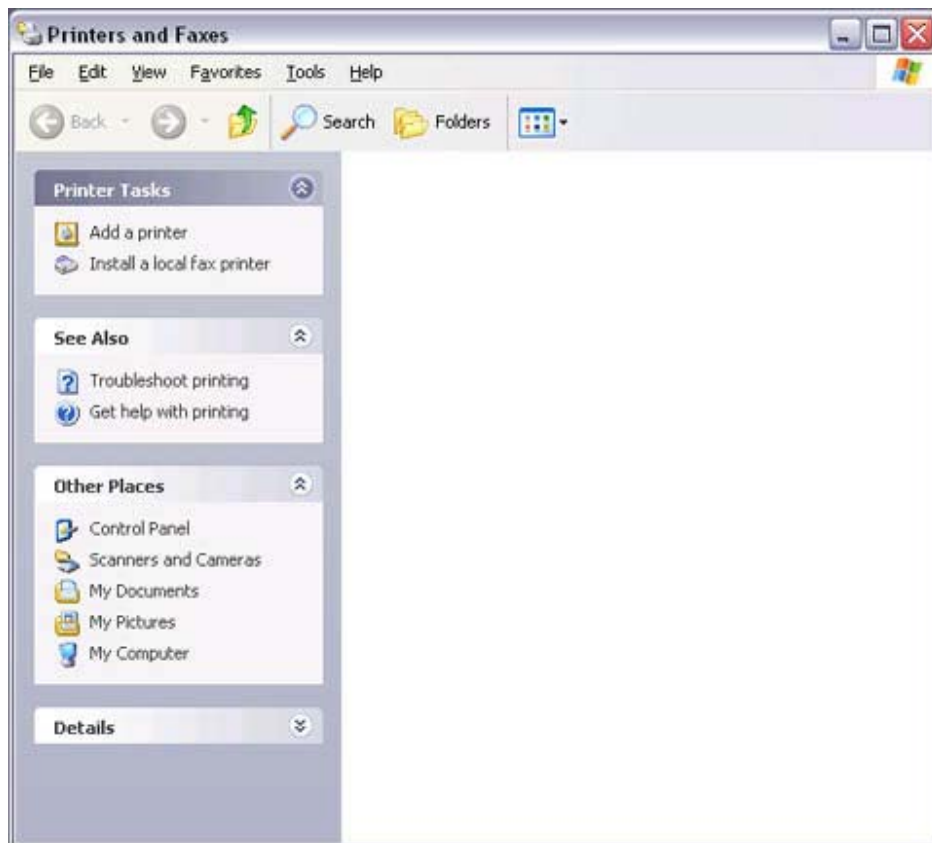 Printers and Faxes
File Edit View Favorites Tools Help
Back Search Folders
Printer Tasks
Add a printer
Install a local fax printer
See Also
Troubleshoot printing
Get help with printing
Other Places
Control Panel
Scanners and Cameras
My Documents
My Pictures
My Computer
Details